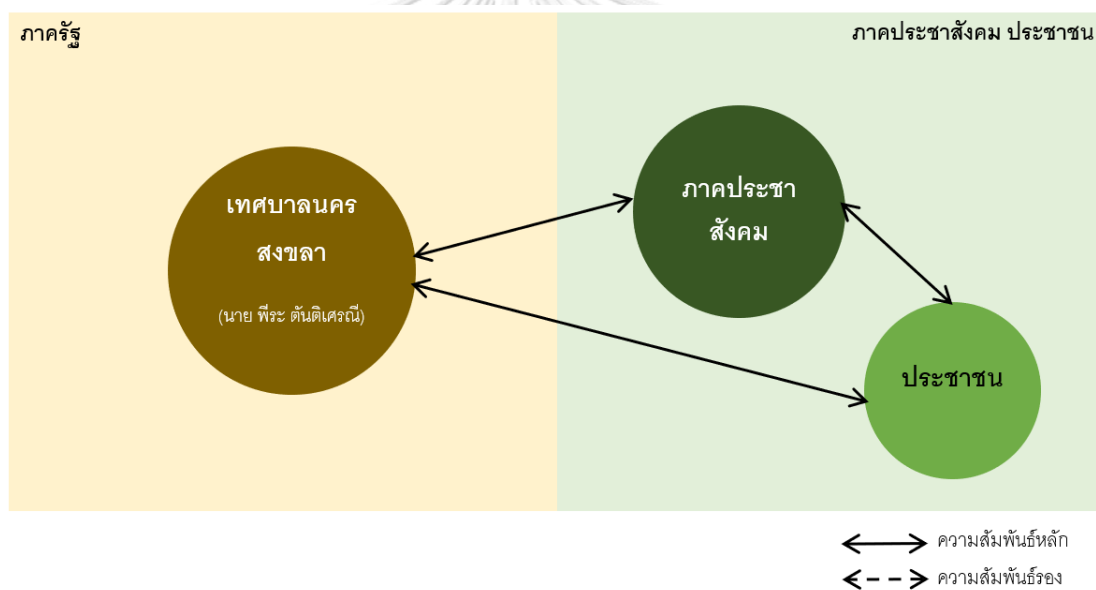 ภาครัฐ
ภาคประชาสังคม ประชาชน
เทศบาลนคร
สงขลา
(นาย พีระ ตันติเศรณี)
ภาคประชา
สังคม
ประชาชน
ความสัมพันธ์หลัก
ความสัมพันธ์รอง